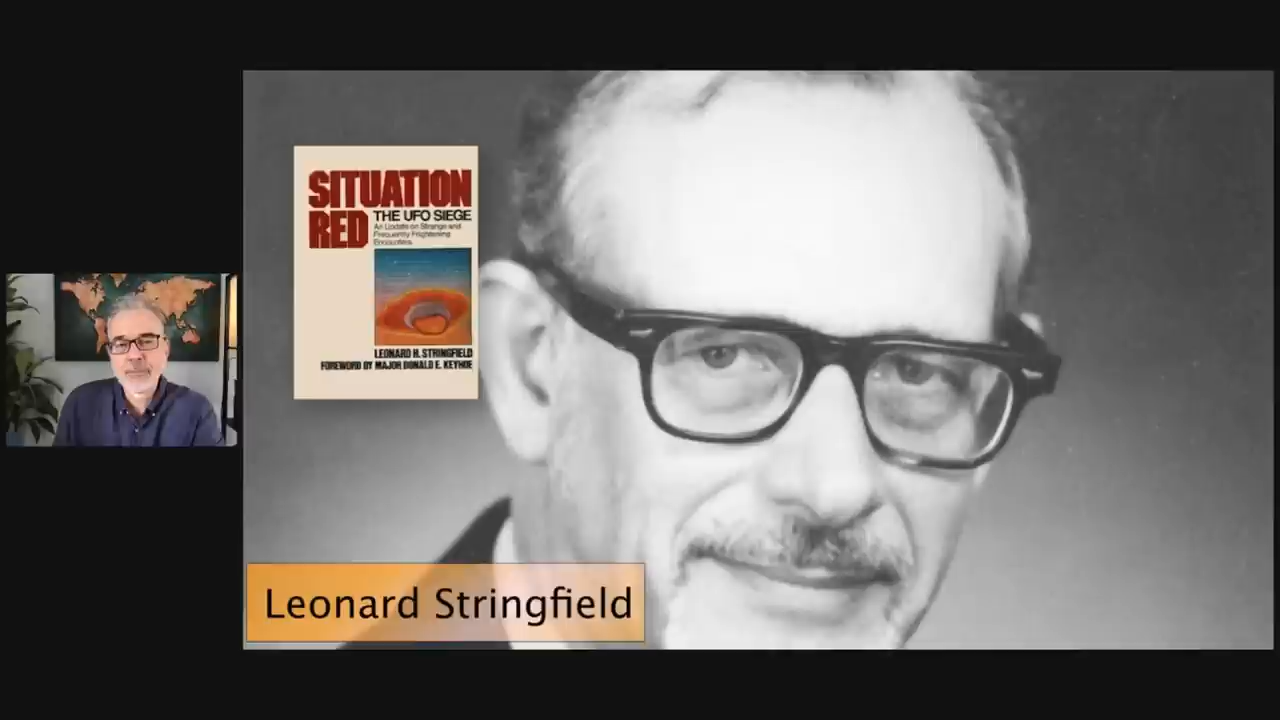 SITUATION
RED THE UFO SIEGE
An Update on Strange and
Frequently Frightening
Encounters
LEONARD H. STRINGFIELD
FOREWORD BY MAJOR DONALD E. KEYHOE
Leonard Stringfield